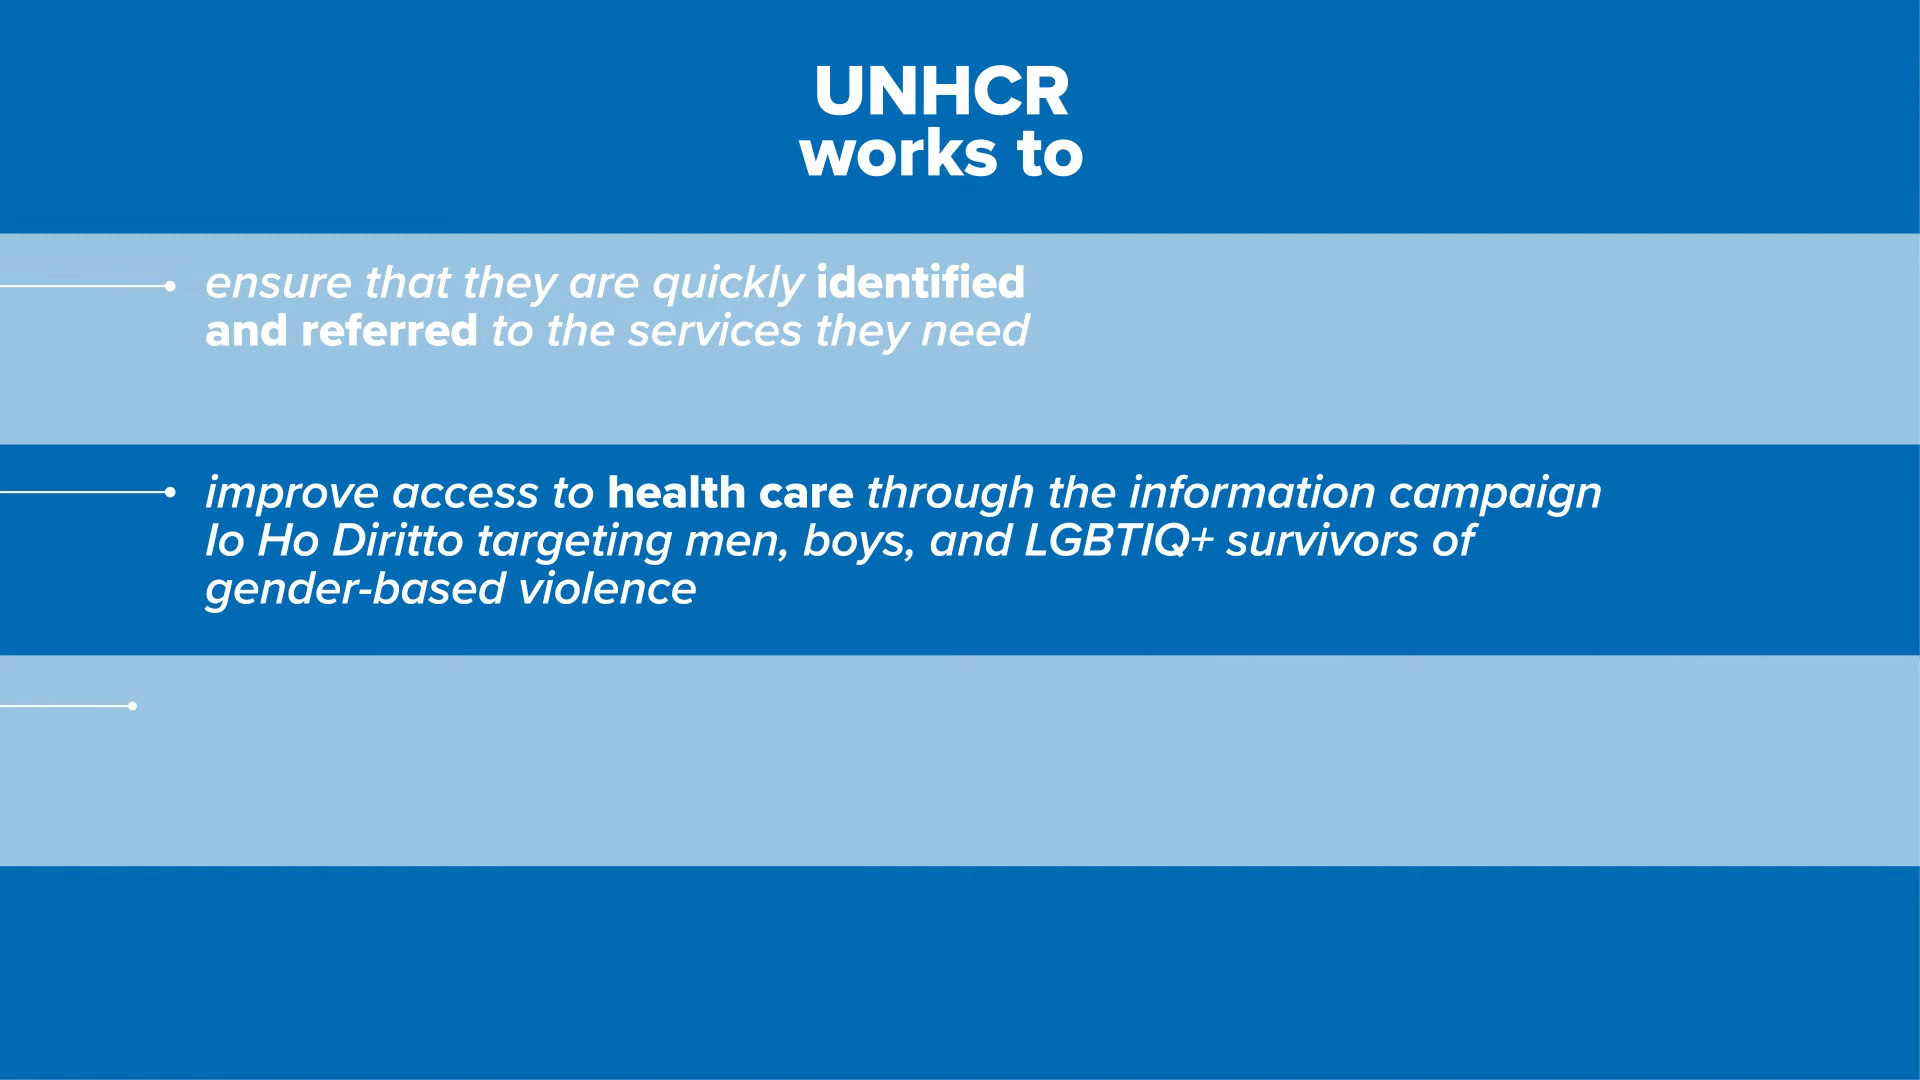 UNHCR
works to
ensure that they are quickly identified
and referred to the services they need
improve access to health care through the information campaign
Io Ho Diritto targeting men, boys, and LGBTIQ+ survivors of
gender-based violence